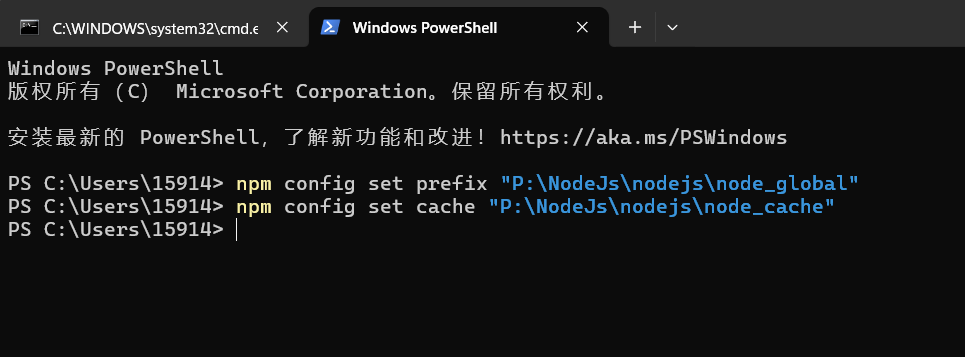 C:\WINDOWS\system32\cmd.e
Windows PowerShell
Windows PowerShell
版权所有（C） Microsoft Corporation。保留所有权利。
安装最新的 PowerShell，了解新功能和改进！https://aka.ms/PSWindows
PS C:\Users\15914> npm config set prefix "P:\NodeJs\nodejs\node_global"
PS C:\Users\15914> npm config set cache "P:\NodeJs\nodejs\node_cache"
PS C:\Users\15914>